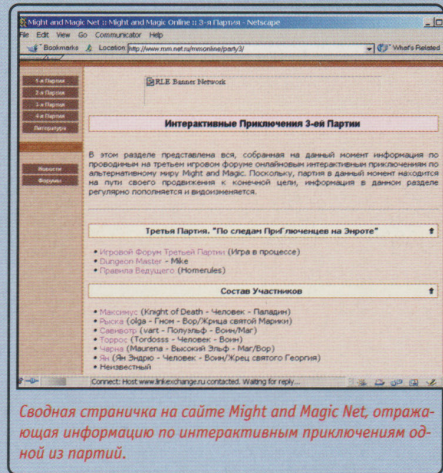 Might and Magic Net :: Might and Magic Online :: 3-я Партия - Netscape
File Edit View Go Communicator Help
Bookmarks Location: http://www.mm.net.ru/mmonline/party3/ What's Related
RLE Banner Network
1-я Партия
2-я Партия
3-я Партия
4-я Партия
Литература
Новости
Форумы
Интерактивные Приключения 3-ей Партии
В этом разделе представлена вся, собранная на данный момент информация по
проводимым на третьем игровом форуме онлайновым интерактивным приключениям по
альтернативному миру Might and Magic. Поскольку, партия в данный момент находится
на пути своего продвижения к конечной цели, информация в данном разделе
регулярно пополняется и видоизменяется.
Третья Партия. "По следам ПриГлюченцев на Энроте"
• Игровой Форум Третьей Партии (Игра в процессе)
• Dungeon Master - Mike
• Правила Ведущего (Homerules)
Состав Участников
• Максимус (Knight of Death - Человек - Паладин)
• Рыска (olga - Гном - Вор/Жрица святой Марики)
• (vart - Полуэльф - Воин/Маг)
• Торрос (Tordosss - Человек - Воин)
• (Maurena - Высокий Эльф - Маг/Вор)
• Ян (Ян Эндрю - Человек - Воин/Жрец святого Георгия)
• Неизвестный
Connect: Host www.linkexchange.ru contacted. Waiting for reply...
Сводная страничка на сайте Might and Magic Net, отража-
ющая информацию по интерактивным приключениям од-
ной из партий.